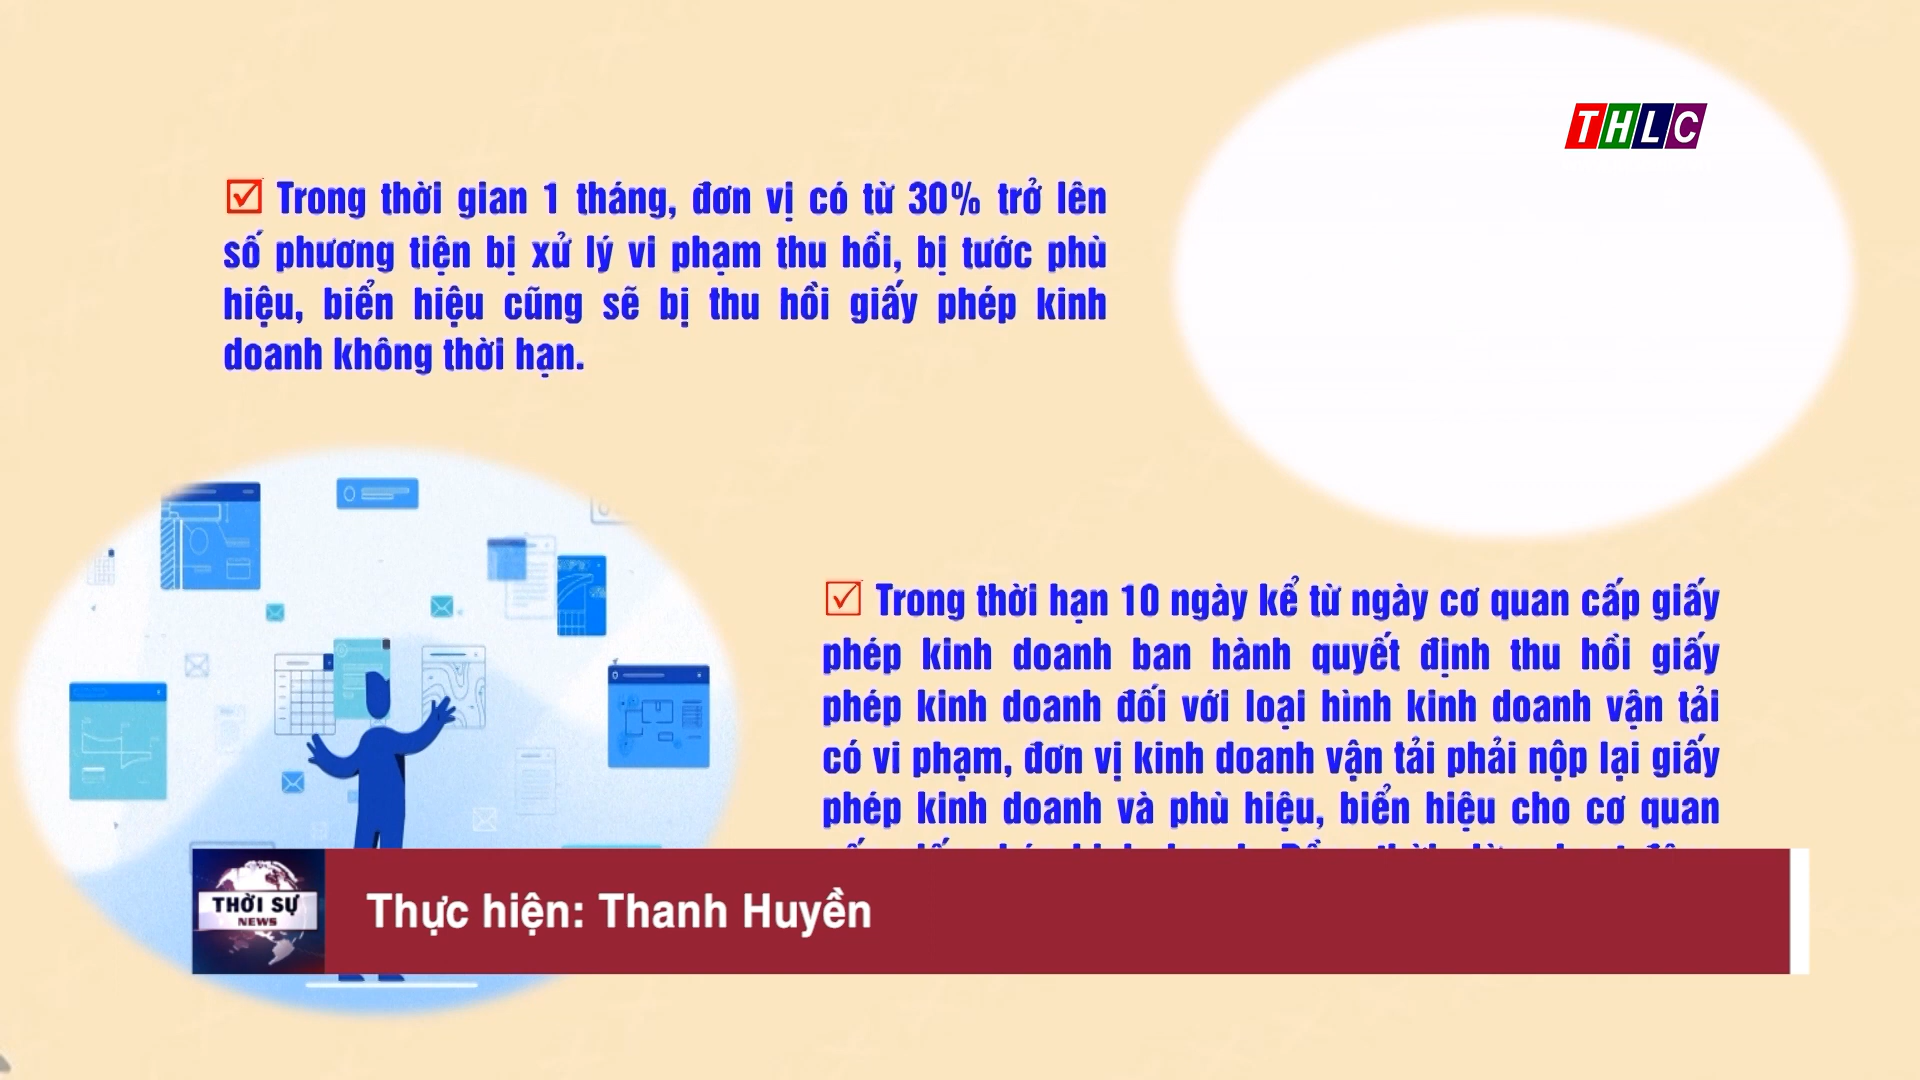 THLC
☑ Trong thời gian 1 tháng, đơn vị có từ 30% trở lên
số phương tiện bị xử lý vi phạm thu hồi, bị tước phù
hiệu, biển hiệu cũng sẽ bị thu hồi giấy phép kinh
doanh không thời hạn.
☑ Trong thời hạn 10 ngày kể từ ngày cơ quan cấp giấy
phép kinh doanh ban hành quyết định thu hồi giấy
phép kinh doanh đối với loại hình kinh doanh vận tải
có vi phạm, đơn vị kinh doanh vận tải phải nộp lại giấy
phép kinh doanh và phù hiệu, biển hiệu cho cơ quan
THỜI SỰ
NEWS
Thực hiện: Thanh Huyền